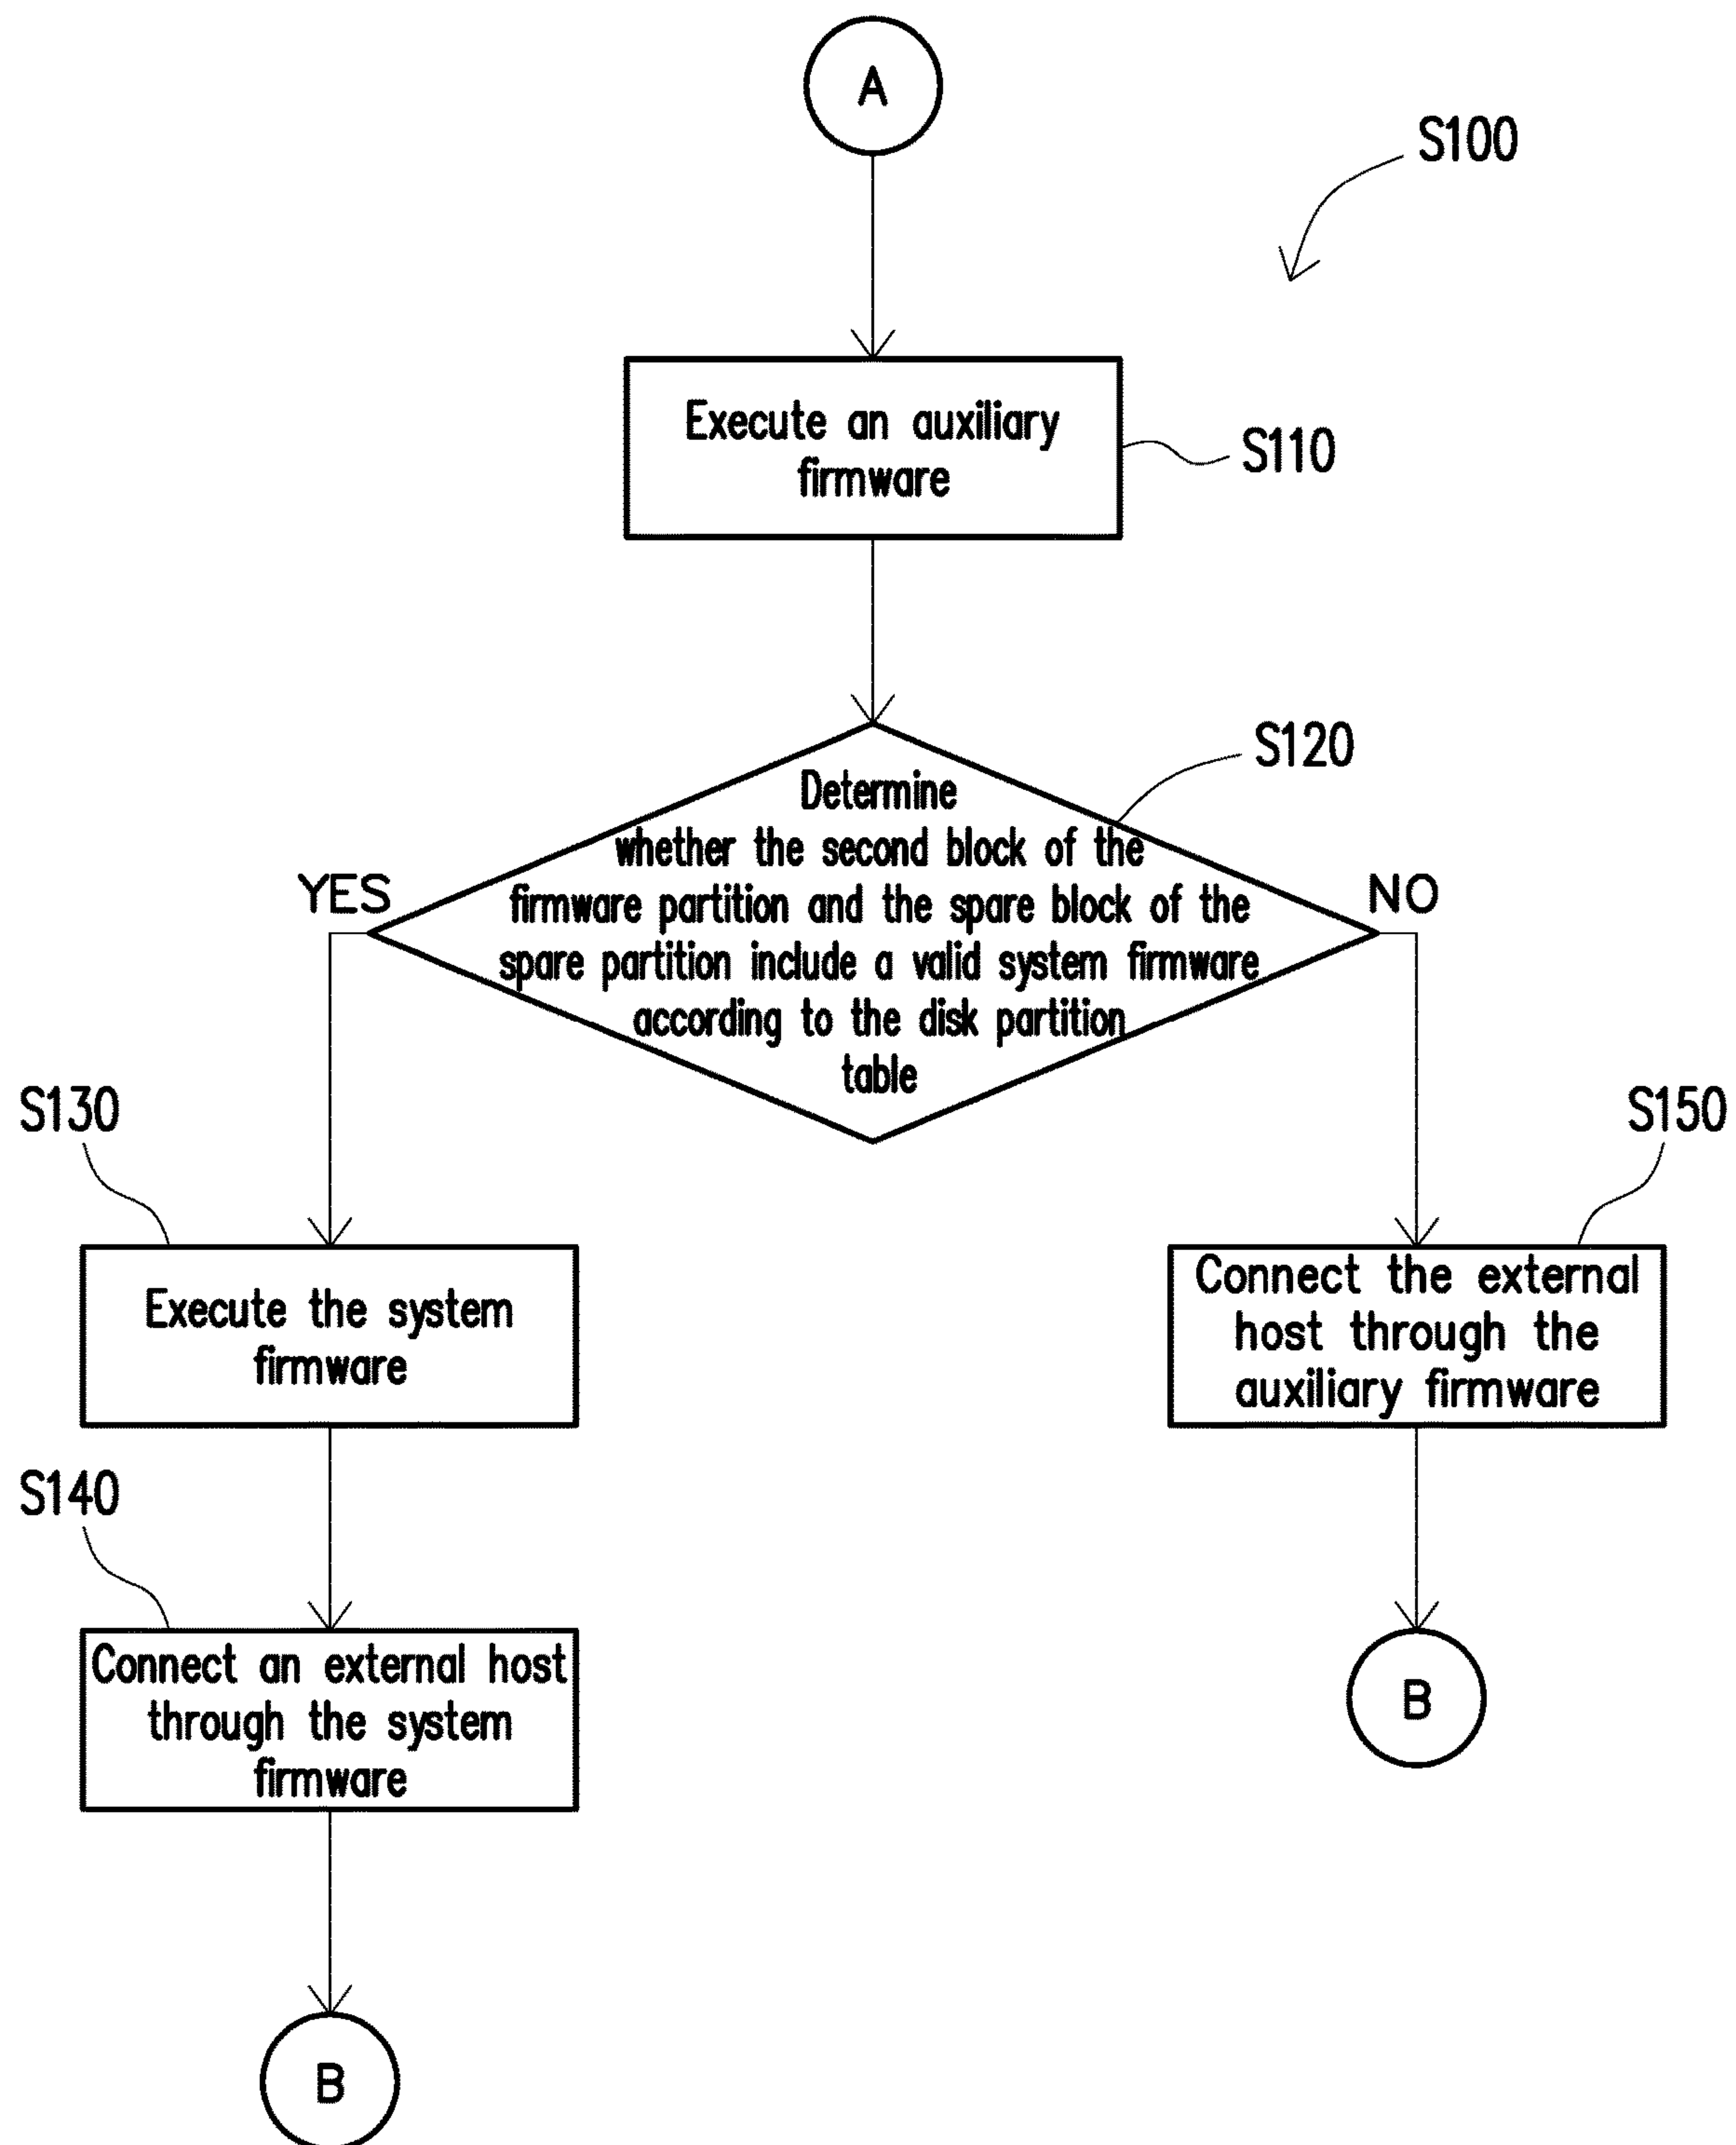 A
S100
Execute an auxiliary
firmware
S110
S120
Determine
whether the second block of the
firmware partition and the spare block of the
spare partition include a valid system firmware
according to the disk partition
table
YES
NO
S130
S150
Execute the system
firmware
Connect the external
host through the
auxiliary firmware
S140
Connect an external host
through the system
firmware
B
B